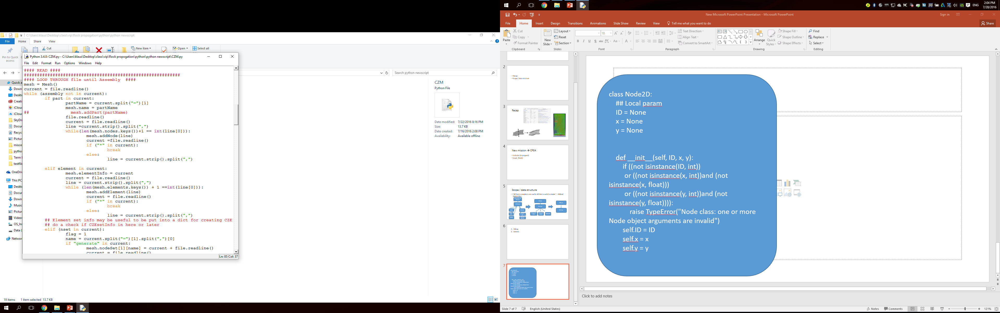 C:\Users\klaus\Desktop\class\vip\Rock propogation\python\python newscript
File Home Share View
Cut
New item
Open
Select all
Pin to Quick
access
Search python newscript
Python 3.4.0: CZM.py - C:\Users\klaus\Desktop\class\vip\Rock propogation\python\python newscript\CZM.py
File Edit Format Run Options Windows Help
#### READ ####
############################################################
#### LOOP THROUGH file until Assembly  ####
mesh = Mesh()
current = file.readline()
while (assembly not in current):
if part in current:
partName = current.split("=")[1]
mesh.name = partName
## mesh.addPart(partName)
file.readline()
current = file.readline()
line =current.strip().split(",")
while(len(mesh.nodes.keys())+1 == int(line[0])):
mesh.addNode(line)
current =file.readline()
if ("*" in current):
break
else:
line = current.strip().split(",")
elif element in current:
mesh.elementInfo = current
current = file.readline()
line = current.strip().split(",")
while (len(mesh.elements.keys()) + 1 ==int(line[0])):
mesh.addElement(line)
current = file.readline()
if ("*" in current):
break
else:
line = current.strip().split(",")
## Element set info may be useful to be put into a dict for creating CZE
## do a check if CZEsetInfo in here or later
elif (nset in current):
flag = 1
name = current.split("=")[1].split(",")[0]
if "generate" in current:
mesh.nodeSet[1][name] = current + file.readline()
current = file.readline()
Ln: 85 Col: 37
Quick a
Down
Deskto
Creati
iCloud
iCloud
SkyDri
Docur
Recyc
Pictur
misce
pytho
Term
testfile
OneDri
This PC
Deskto
Docur
Down
Music
Pictur
Videos
OS_Ins
Data (
Networ
CZM
Python File
Date modified: 7/22/2016 8:16 PM
Size: 13.7 KB
Date created: 7/16/2016 2:08 PM
Availability: Available offline
19 items 1 item selected 13.7 KB
ENG
2:04 PM
7/28/2016
New Microsoft PowerPoint Presentation - Microsoft PowerPoint
Sign in
File Home Insert Design Transitions Animations Slide Show Review View Tell me what you want to do
Share
Paste
Cut
Copy
Format Painter
Clipboard
New
Slide
Layout
Reset
Section
Slides
18
Font
Text Direction
Align Text
Convert to SmartArt
Paragraph
Arrange
Quick
Styles
Shape Fill
Shape Outline
Shape Effects
Drawing
Find
Replace
Select
Editing
2
Recap
Scope / data structure
3
Recap
4
New mission → CPE4
Inclusion (in progress)
Crack (finish)
5
Scope / data structure
"All that is complex is not useful. All that is useful is simple." – Mikhail
Kalashnikov
6
1. Debug
2. Generic
7
class Node2D:
## Local param
ID = None
x = None
y = None
def __init__(self, ID, x, y):
if ((not isinstance(ID, int))
or ((not isinstance(x, int))and (not
isinstance(x, float)))
or ((not isinstance(y, int))and (not
isinstance(y, float)))):
raise TypeError("Node class: one or more
Node object arguments are invalid")
self.ID = ID
self.x = x
self.y = y
Click to add notes
Slide 7 of 7 English (United States)
Notes Comments 121%